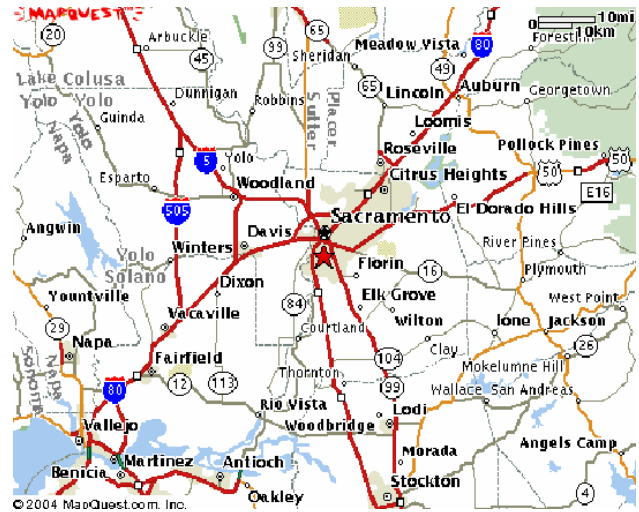 MAPQUEST
10mi
0
10km
20
Arbuckle
45
99
65
Sheridan
Meadow Vista
80
Foresthill
49
Lake Colusa
Yolo Yolo
Dunnigan
Robbins
Sutter
Placer
65
Lincoln
Auburn
Georgetown
Guinda
Napa
Yolo
Loomis
Roseville
Pollock Pines
50
50
5
Yolo
Citrus Heights
E16
Esparto
Woodland
505
Sacramento
El Dorado Hills
Angwin
Davis
Winters
Yolo
Solano
Florin
16
River Pines
Dixon
Plymouth
Yountville
84
Elk Grove
West Point
Vacaville
Wilton
Ione
Jackson
29
Courtland
Clay
26
Napa
Fairfield
104
Mokelumne Hill
Sonoma
Napa
80
12
113
Thornton
99
Wallace
San Andreas
Rio Vista
Lodi
Vallejo
Woodbridge
Martinez
Antioch
Morada
Angels Camp
Benicia
Oakley
Stockton
4
© 2004 MapQuest.com, Inc.